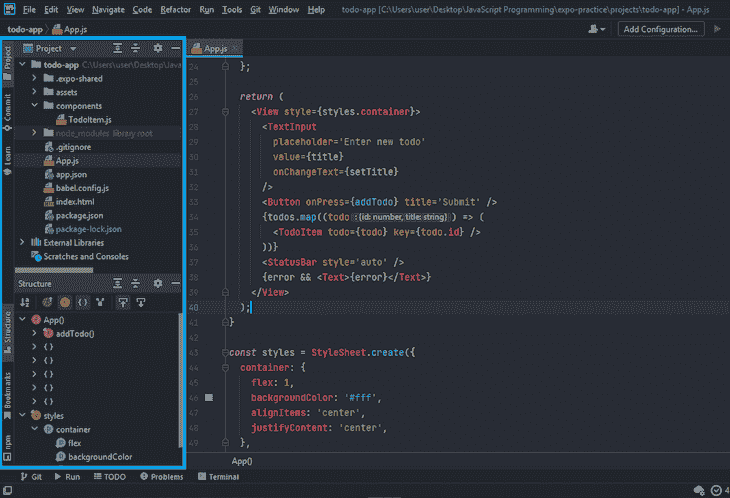 WS File Edit View Navigate Code Refactor Run Tools Git Window Help todo-app [C:\Users\user\Desktop\JavaScript Programming\expo-practice\projects\todo-app] - App.js
todo-app App.js Add Configuration...
Project
Commit
Learn
Structure
Bookmarks
npm
Project
todo-app C:\Users\user\Desktop\Java
.expo-shared
assets
components
TodoItem.js
node_modules library root
.gitignore
App.js
app.json
babel.config.js
index.html
package.json
package-lock.json
External Libraries
Scratches and Consoles
Structure
App()
addTodo()
{}
{}
{}
{}
styles
container
flex
backgroundColor
App.js
24 };
25
26 return (
27 <View style={styles.container}>
28 <TextInput
29 placeholder='Enter new todo'
30 value={title}
31 onChangeText={setTitle}
32 />
33 <Button onPress={addTodo} title='Submit' />
34 {todos.map((todo :{id: number, title: string} ) => (
35 <TodoItem todo={todo} key={todo.id} />
36 ))}
37 <StatusBar style='auto' />
38 {error && <Text>{error}</Text>}
39 </View>
40 );
41 }
42
43 const styles = StyleSheet.create({
44 container: {
45 flex: 1,
46 backgroundColor: '#fff',
47 alignItems: 'center',
48 justifyContent: 'center',
49 },
App()
Git Run TODO Problems Terminal
4